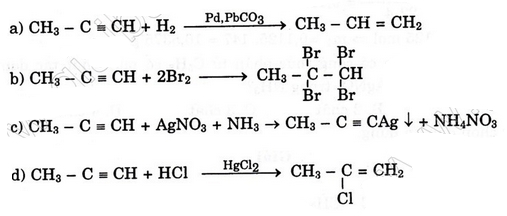 a) CH₃ – C ≡ CH + H₂ Pd,PbCO₃ → CH₃ – CH = CH₂
Br Br
b) CH₃ – C ≡ CH + 2Br₂ → CH₃ – C – CH
Br Br
c) CH₃ – C ≡ CH + AgNO₃ + NH₃ → CH₃ – C ≡ CAg ↓ + NH₄NO₃
d) CH₃ – C ≡ CH + HCl HgCl₂ → CH₃ – C = CH₂
Cl